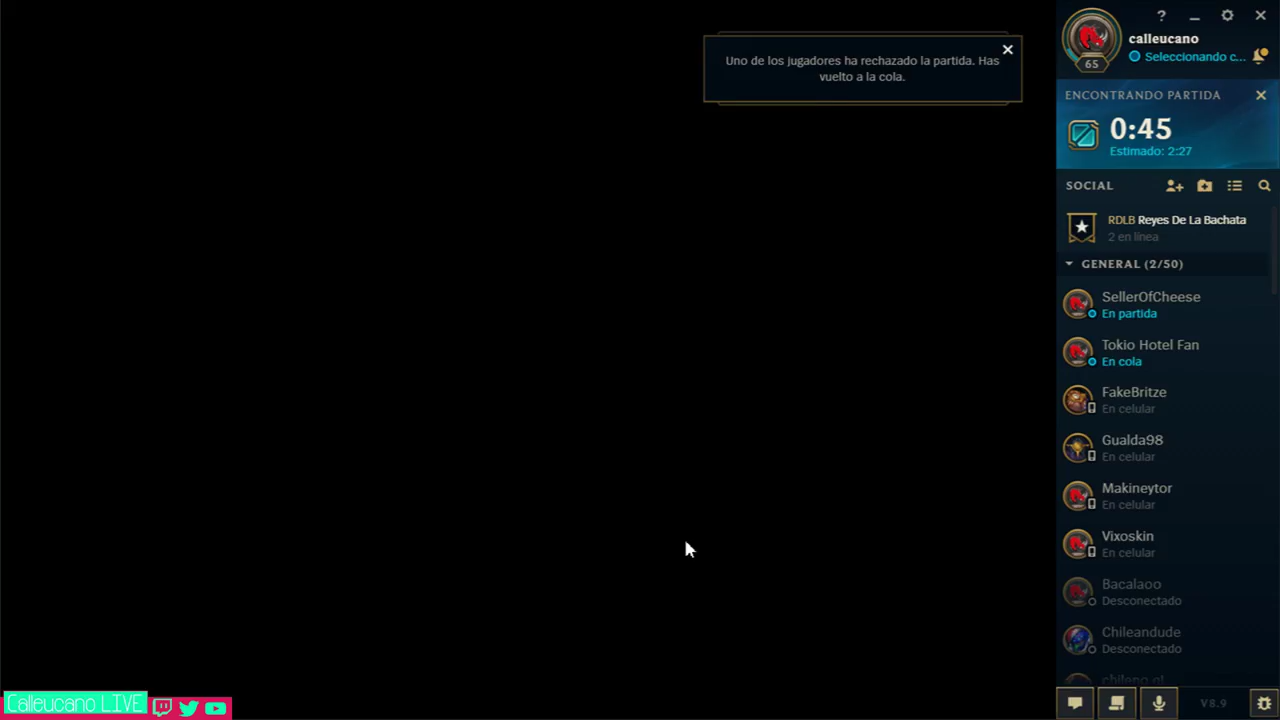 Uno de los jugadores ha rechazado la partida. Has
vuelto a la cola.
calleucano
65
Seleccionando c...
ENCONTRANDO PARTIDA
0:45
Estimado: 2:27
SOCIAL
RDLB Reyes De La Bachata
2 en línea
GENERAL (2/50)
SellerOfCheese
En partida
Tokio Hotel Fan
En cola
FakeBritze
En celular
Gualda98
En celular
Makineytor
En celular
Vixoskin
En celular
Bacalaoo
Desconectado
Chileandude
Desconectado
chileno ql
V8.9
Calleucano LIVE